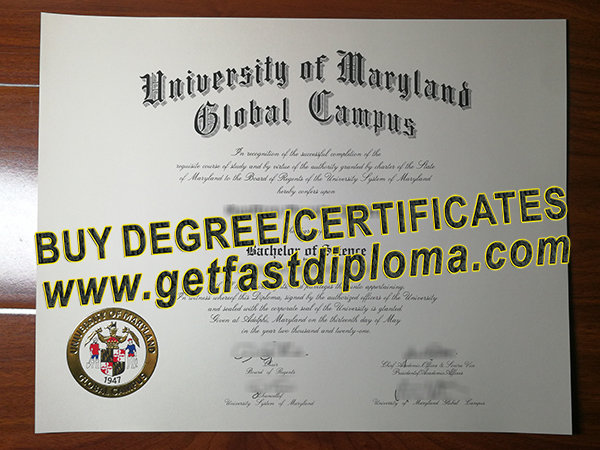 University of Maryland
Global Campus
In recognition of the successful completion of the
requisite course of study and by virtue of the authority granted by charter of the State
of Maryland to the Board of Regents of the University System of Maryland
hereby confers upon
BUY DEGREE/CERTIFICATES
Bachelor of Science
www.getfastdiploma.com
In witness whereof this Diploma, signed by the authorized officers of the University
and sealed with the corporate seal of the University is granted.
Given at Adelphi, Maryland on the thirteenth day of May
in the year two thousand and twenty-one.
UNIVERSITY OF MARYLAND
GLOBAL CAMPUS
1947
Chair
Board of Regents
Chancellor
University System of Maryland
Chief Academic Officer & Senior Vice
University of Maryland Global Campus